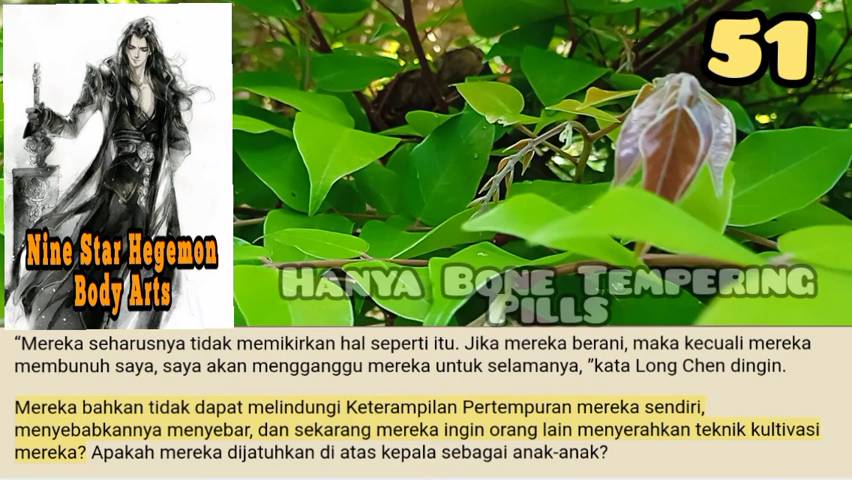 51
Nine Star Hegemon
Body Arts
Hanya Bone Tempering
Pills
“Mereka seharusnya tidak memikirkan hal seperti itu. Jika mereka berani, maka kecuali mereka
membunuh saya, saya akan mengganggu mereka untuk selamanya, ”kata Long Chen dingin.
Mereka bahkan tidak dapat melindungi Keterampilan Pertempuran mereka sendiri,
menyebabkannya menyebar, dan sekarang mereka ingin orang lain menyerahkan teknik kultivasi
mereka? Apakah mereka dijatuhkan di atas kepala sebagai anak-anak?